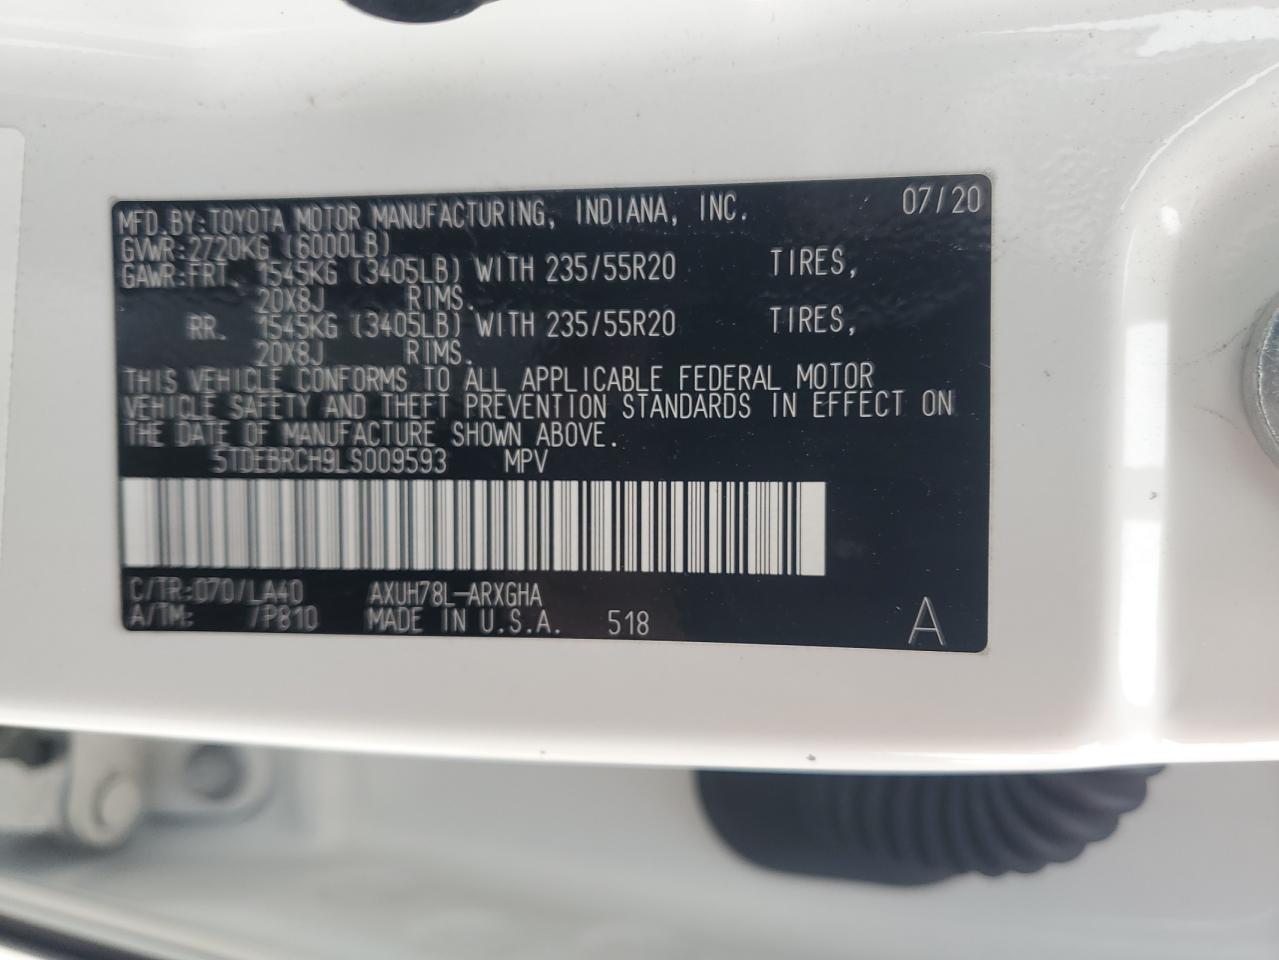 MFD.BY:TOYOTA MOTOR MANUFACTURING, INDIANA, INC. 07/20
GVWR:2720KG (6000LB)
GAWR:FRT. 1545KG (3405LB) WITH 235/55R20 TIRES,
20X8J RIMS.
RR. 1545KG (3405LB) WITH 235/55R20 TIRES,
20X8J RIMS.
THIS VEHICLE CONFORMS TO ALL APPLICABLE FEDERAL MOTOR
VEHICLE SAFETY AND THEFT PREVENTION STANDARDS IN EFFECT ON
THE DATE OF MANUFACTURE SHOWN ABOVE.
5TDEBRCH9LS009593 MPV
C/TR:070/LA40 AXUH78L-ARXGHA
A/TM: /P810 MADE IN U.S.A. 518 A